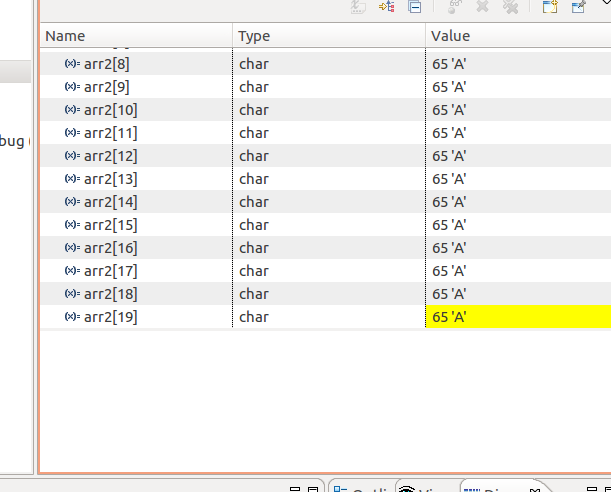 Name Type Value
(x)= arr2[8] char 65 'A'
(x)= arr2[9] char 65 'A'
(x)= arr2[10] char 65 'A'
(x)= arr2[11] char 65 'A'
bug (
(x)= arr2[12] char 65 'A'
(x)= arr2[13] char 65 'A'
(x)= arr2[14] char 65 'A'
(x)= arr2[15] char 65 'A'
(x)= arr2[16] char 65 'A'
(x)= arr2[17] char 65 'A'
(x)= arr2[18] char 65 'A'
(x)= arr2[19] char 65 'A'